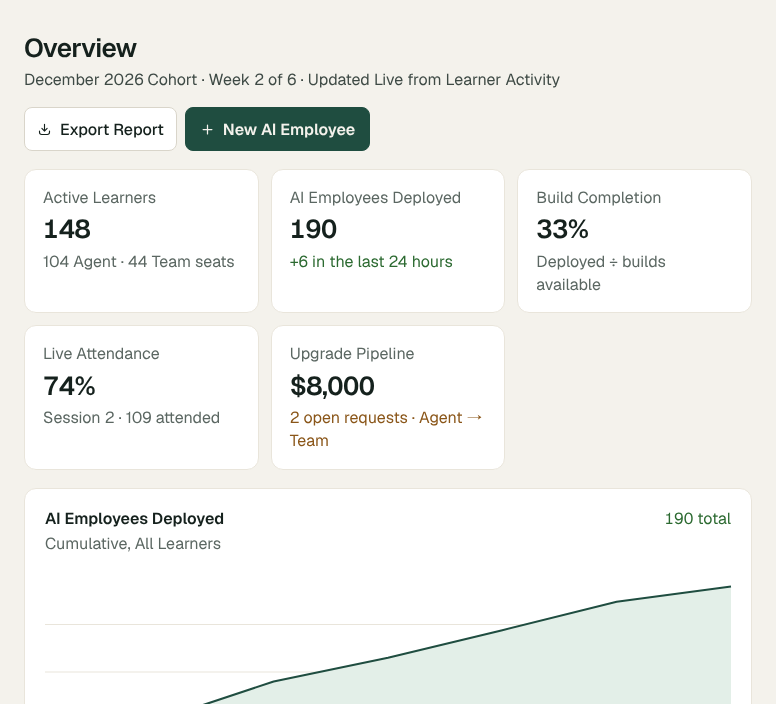 Overview
December 2026 Cohort · Week 2 of 6 · Updated Live from Learner Activity
Export Report
+ New AI Employee
Active Learners
148
104 Agent · 44 Team seats
AI Employees Deployed
190
+6 in the last 24 hours
Build Completion
33%
Deployed ÷ builds
available
Live Attendance
74%
Session 2 · 109 attended
Upgrade Pipeline
$8,000
2 open requests · Agent →
Team
AI Employees Deployed
190 total
Cumulative, All Learners